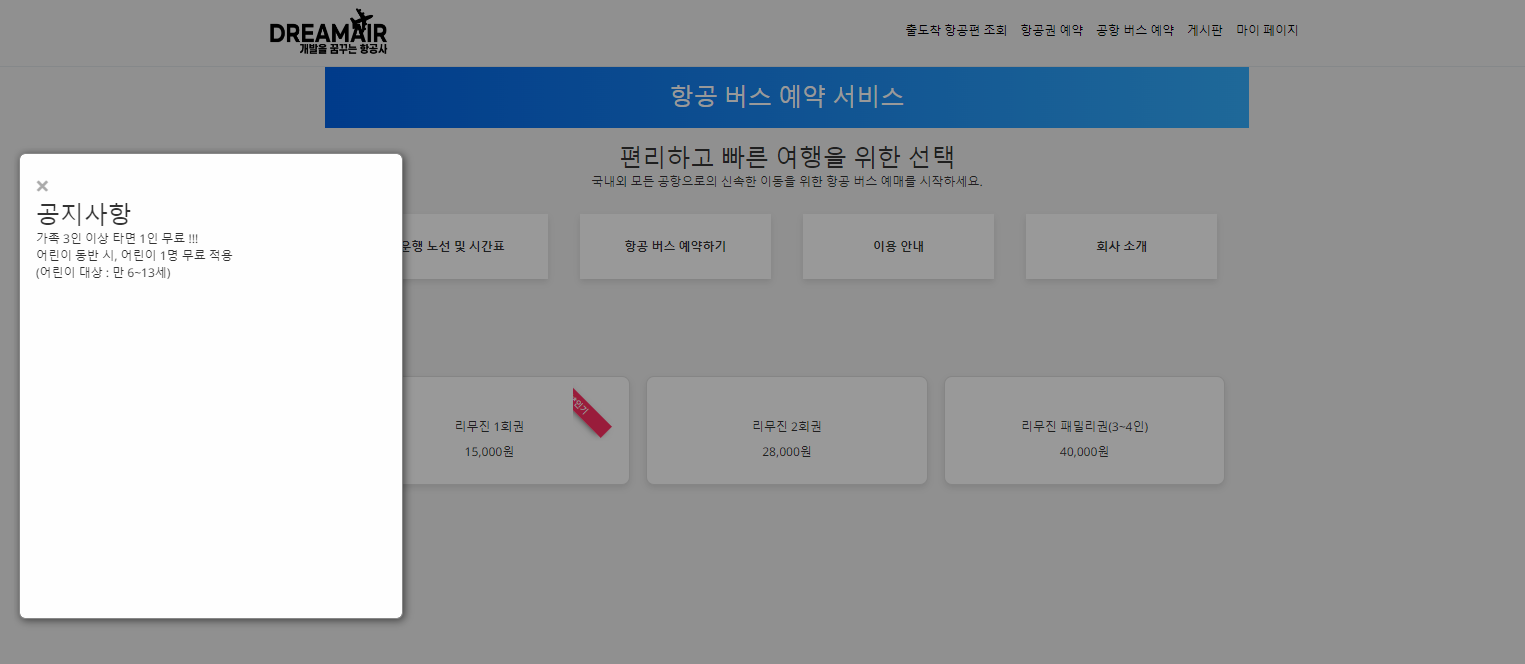 DREAMAIR
개발을 꿈꾸는 항공사
출도착 항공편 조회 항공권 예약 공항 버스 예약 게시판 마이 페이지
항공 버스 예약 서비스
편리하고 빠른 여행을 위한 선택
국내외 모든 공항으로의 신속한 이동을 위한 항공 버스 예매를 시작하세요.
×
공지사항
가족 3인 이상 타면 1인 무료 !!!
어린이 동반 시, 어린이 1명 무료 적용
(어린이 대상 : 만 6~13세)
운행 노선 및 시간표
항공 버스 예약하기
이용 안내
회사 소개
*인기
리무진 1회권
15,000원
리무진 2회권
28,000원
리무진 패밀리권(3~4인)
40,000원